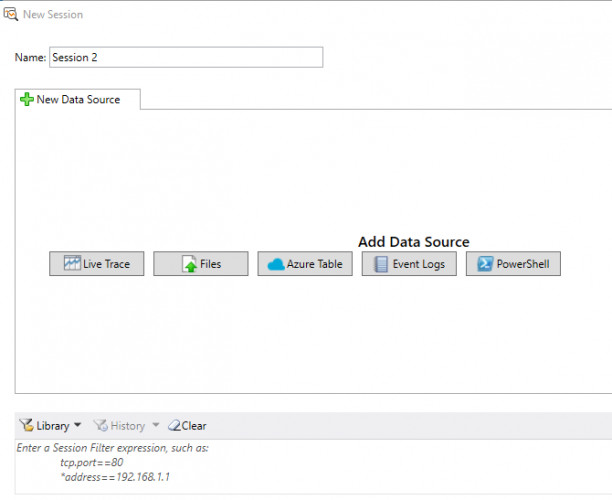 New Session
Name: Session 2
New Data Source
Add Data Source
Live Trace Files Azure Table Event Logs PowerShell
Library History Clear
Enter a Session Filter expression, such as:
tcp.port==80
*address==192.168.1.1